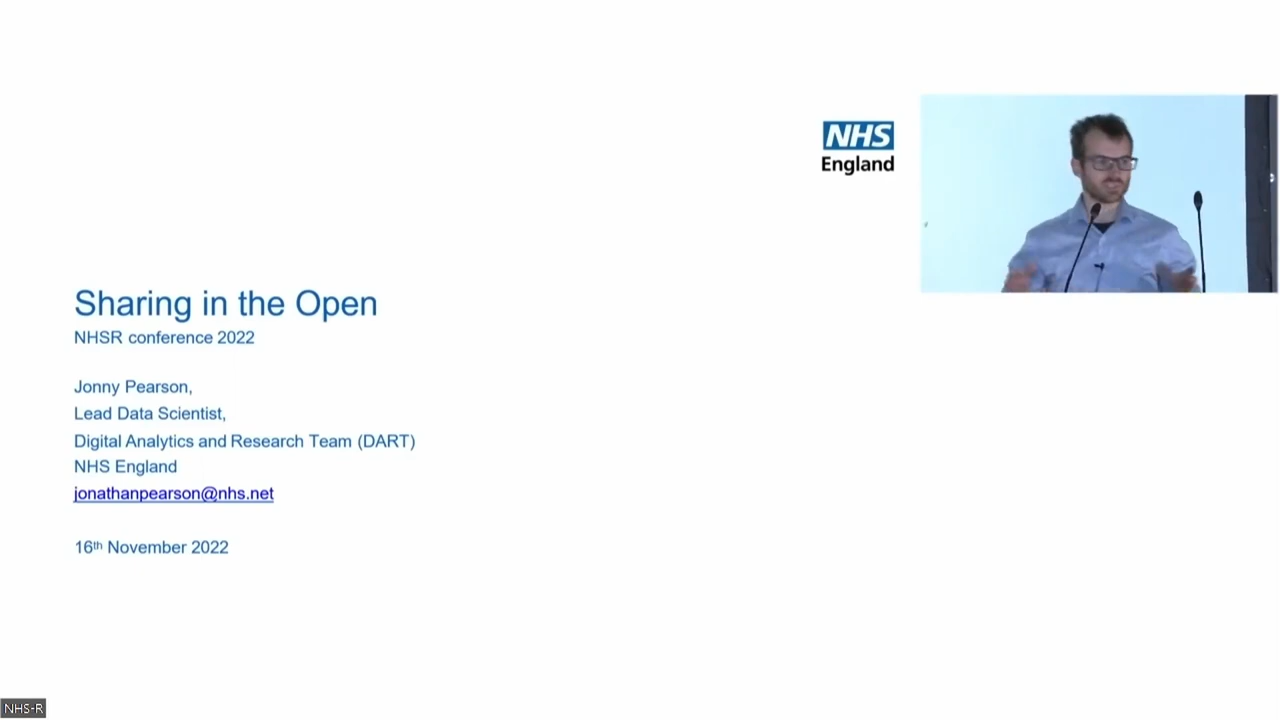 NHS
England
Sharing in the Open
NHSR conference 2022
Jonny Pearson,
Lead Data Scientist,
Digital Analytics and Research Team (DART)
NHS England
jonathanpearson@nhs.net
16th November 2022
NHS-R